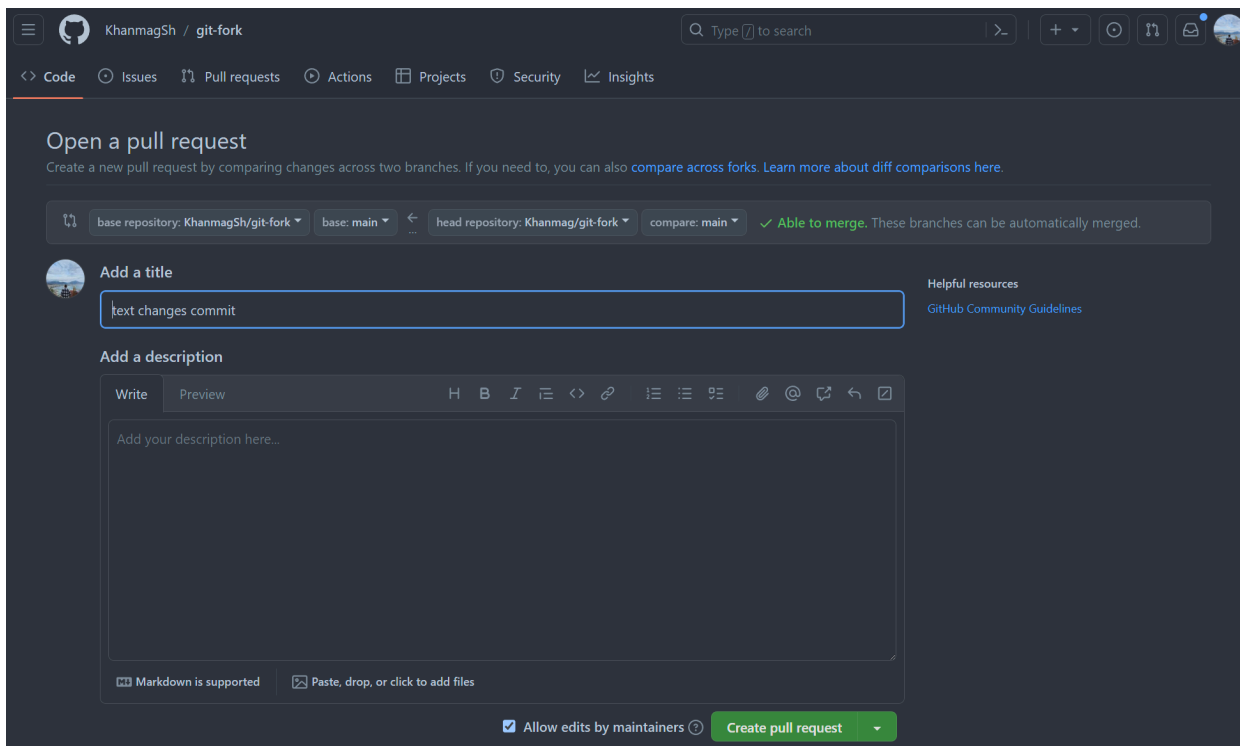 KhanmagSh / git-fork
Type / to search
Code Issues Pull requests Actions Projects Security Insights
Open a pull request
Create a new pull request by comparing changes across two branches. If you need to, you can also compare across forks. Learn more about diff comparisons here.
base repository: KhanmagSh/git-fork base: main ... head repository: Khanmag/git-fork compare: main Able to merge. These branches can be automatically merged.
Add a title
Helpful resources
text changes commit
GitHub Community Guidelines
Add a description
Write Preview
Add your description here...
Markdown is supported Paste, drop, or click to add files
Allow edits by maintainers Create pull request